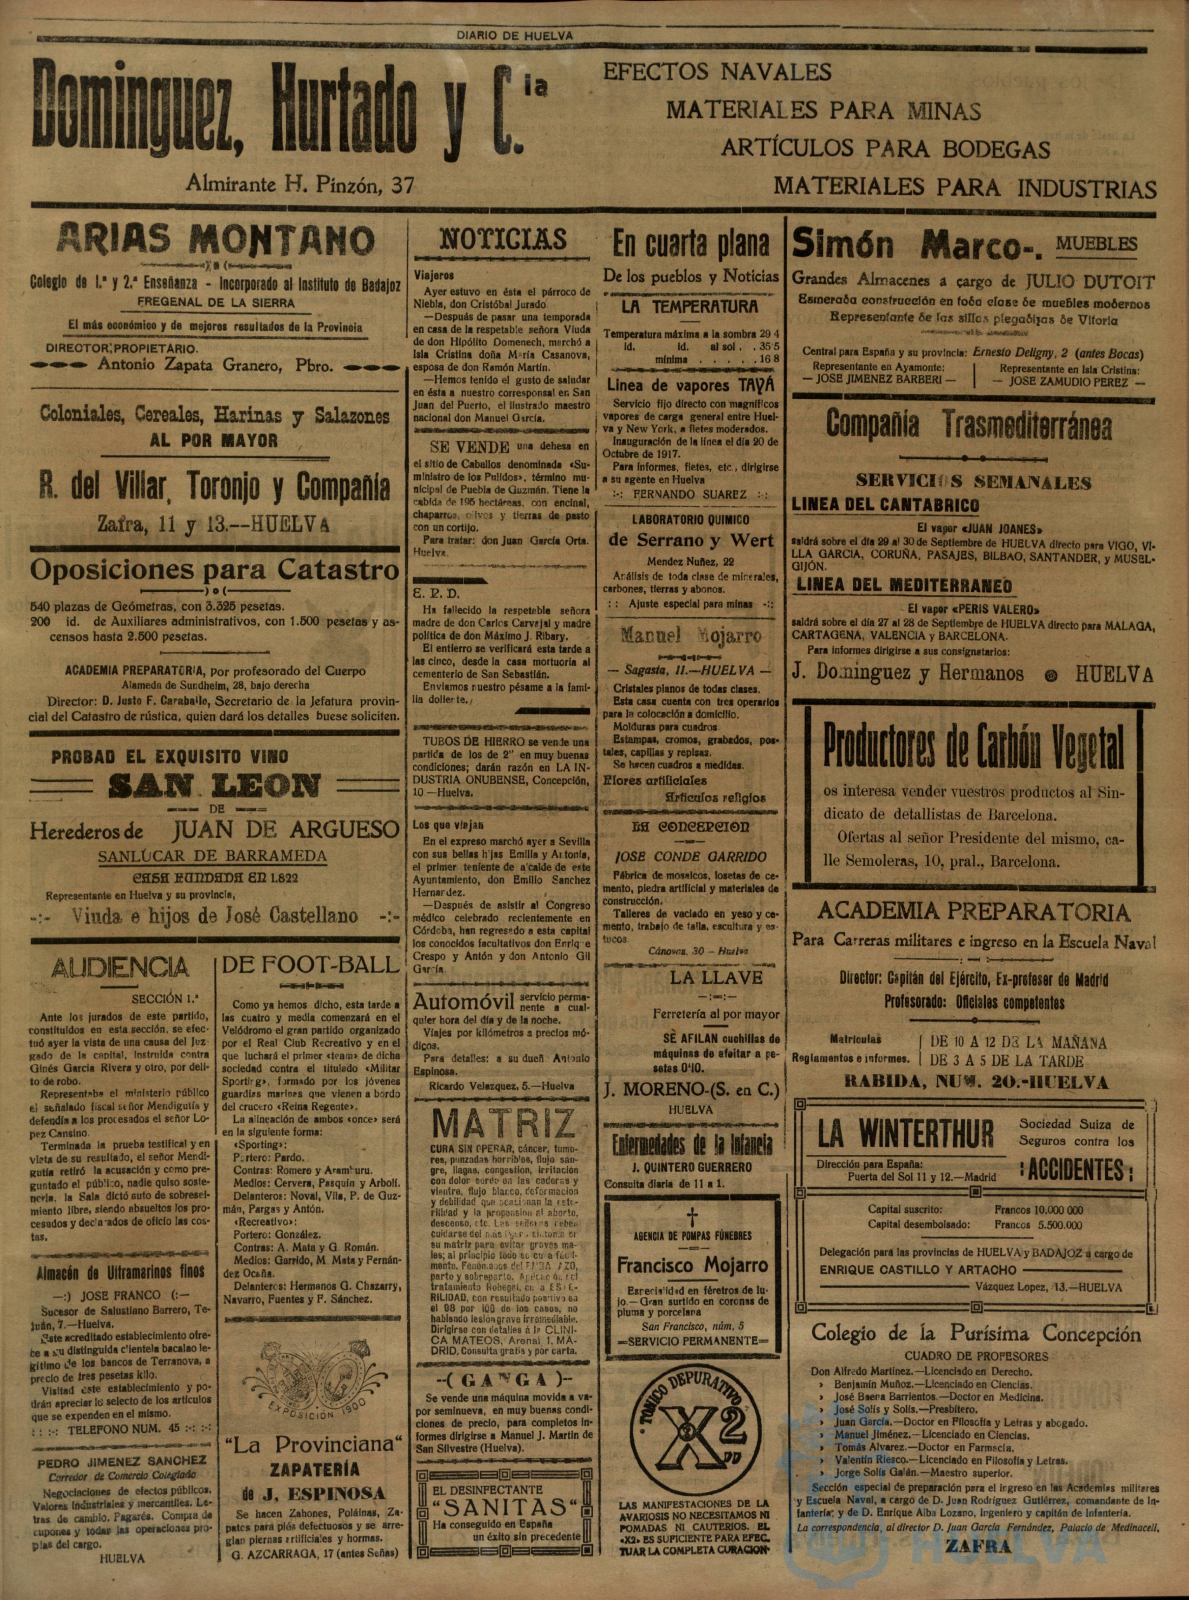 DIARIO DE HUELVA
Dominguez, Hurtado y C.ia
Almirante H. Pinzón, 37
EFECTOS NAVALES
MATERIALES PARA MINAS
ARTÍCULOS PARA BODEGAS
MATERIALES PARA INDUSTRIAS
ARIAS MONTANO
Colegio de 1.ª y 2.ª Enseñanza - Incorporado al Instituto de Badajoz
FREGENAL DE LA SIERRA
El más económico y de mejores resultados de la Provincia
DIRECTOR PROPIETARIO.
Antonio Zapata Granero, Pbro.
Coloniales, Cereales, Harinas y Salazones
AL POR MAYOR
R. del Villar, Toronjo y Compañía
Zafra, 11 y 13.--HUELVA
Oposiciones para Catastro
540 plazas de Geómetras, con 3.325 pesetas.
200 id. de Auxiliares administrativos, con 1.500 pesetas y as-
censos hasta 2.500 pesetas.
ACADEMIA PREPARATORIA, por profesorado del Cuerpo
Alameda de Sundheim, 28, bajo derecha
Director: D. Justo F. Caraballo, Secretario de la Jefatura provin-
cial del Catastro de rústica, quien dará los detalles buese soliciten.
PROBAD EL EXQUISITO VINO
SAN LEON
DE
Herederos de JUAN DE ARGUESO
SANLUCAR DE BARRAMEDA
CASA FUNDADA EN 1.822
Representante en Huelva y su provincia,
-:- Viuda e hijos de José Castellano -:-
AUDIENCIA
SECCIÓN 1.ª
Ante los jurados de este partido,
constituídos en esta sección, se efec-
tuó ayer la vista de una causa del Juz-
gado de la capital, instruída contra
Ginés García Rivera y otro, por deli-
to de robo.
Representaba el ministerio público
el señalado fiscal señor Mendigutía y
defendía a los procesados el señor Lo-
pez Cansino.
Terminada la prueba testifical y en
vista de su resultado, el señor Mendi-
gutía retiró la acusación y como pre-
guntado el público, nadie quiso soste-
nerla, la Sala dictó auto de sobresei-
miento libre, siendo absueltos los pro-
cesados y declarados de oficio las cos-
tas.
Almacén de Ultramarinos finos
—:) JOSE FRANCO (:—
Sucesor de Salustiano Barrero, Te-
tuán, 7.—Huelva.
Este acreditado establecimiento ofre-
ce a su distinguida clientela bacalao le-
gítimo de los bancos de Terranova, a
precio de tres pesetas kilo.
Visitad este establecimiento y po-
drán apreciar lo selecto de los artículos
que se expenden en el mismo.
: : :-: TELEFONO NUM. 45 :-: :-:
PEDRO JIMENEZ SANCHEZ
Corredor de Comercio Colegiado
Negociaciones de efectos públicos.
Valores industriales y mercantiles. Le-
tras de cambio. Pagarés. Compra de
cupones y todas las operaciones pro-
pias del cargo.
HUELVA
DE FOOT-BALL
Como ya hemos dicho, esta tarde a
las cuatro y media comenzará en el
Velódromo el gran partido organizado
por el Real Club Recreativo y en el
que luchará el primer «team» de dicha
sociedad contra el titulado «Militar
Sportirg», formado por los jóvenes
guardias marinas que vienen a bordo
del crucero «Reina Regente».
La alineación de ambos «once» será
en la siguiente forma:
«Sporting»:
Portero: Pardo.
Contras: Romero y Aramburu.
Medios: Cervera, Pasquín y Arbolí.
Delanteros: Noval, Vila, P. de Guz-
mán, Pargas y Antón.
«Recreativo»:
Portero: González.
Contras: A. Mata y G. Román.
Medios: Garrido, M. Mata y Fernán-
dez Ocaña.
Delanteros: Hermanos G. Chazarry,
Navarro, Fuentes y F. Sánchez.
EXPOSICION 1900
"La Provinciana"
ZAPATERÍA
de J. ESPINOSA
Se hacen Zahones, Poláinas, Za-
patos para piés defectuosos y se arre-
glan piernas artificiales y hormas.
G. AZCARRAGA, 17 (antes Señas)
NOTICIAS
Viajeros
Ayer estuvo en ésta el párroco de
Niebla, don Cristóbal Jurado.
—Después de pasar una temporada
en casa de la respetable señora Viuda
de don Hipólito Domenech, marchó a
Isla Cristina doña María Casanova,
esposa de don Ramón Martín.
—Hemos tenido el gusto de saludar
en ésta a nuestro corresponsal en San
Juan del Puerto, el ilustrado maestro
nacional don Manuel García.
SE VENDE una dehesa en
el sitio de Caballos denominada «Su-
ministro de los Pulidos», término mu-
nicipal de Puebla de Guzmán. Tiene la
cabida de 195 hectáreas, con encinal,
chaparros, olivos y tierras de pasto
con un cortijo.
Para tratar: don Juan García Orta.
Huelva.
E. P. D.
Ha fallecido la respetable señora
madre de don Carlos Carvajal y madre
política de don Máximo J. Ribary.
El entierro se verificará esta tarde a
las cinco, desde la casa mortuoria al
cementerio de San Sebastián.
Enviamos nuestro pésame a la fami-
lia doliente.
TUBOS DE HIERRO se vende una
partida de los de 2" en muy buenas
condiciones; darán razón en LA IN-
DUSTRIA ONUBENSE, Concepción,
10 —Huelva.
Los que viajan
En el expreso marchó ayer a Sevilla
con sus bellas hijas Emilia y Antonia,
el primer teniente de alcalde de este
Ayuntamiento, don Emilio Sanchez
Hernandez.
—Después de asistir al Congreso
médico celebrado recientemente en
Córdoba, han regresado a esta capital
los conocidos facultativos don Enrique
Crespo y Antón y don Antonio Gil
García.
Automóvil servicio perma-
nente a cual-
quier hora del día y de la noche.
Viajes por kilómetros a precios mó-
dicos.
Para detalles: a su dueñ Antonio
Espinosa.
Ricardo Velazquez, 5.—Huelva
MATRIZ
CURA SIN OPERAR, cáncer, tumo-
res, punzadas horribles, flujo san-
gre, llagas, congestion, irritación
con dolor sordo en las caderas y
vientre, flujo blanco, deformacion
y debilidad que ocasionan la este-
rilidad y la propension al aborto,
descenso, etc. Las señoras deben
cuidarse del más síntoma en
su matriz para evitar graves ma-
les; al principio todo se cura fácil-
mente. Fenómenos del EMBARAZO,
parto y sobreparto. Aplicación del
tratamiento en la ESTE-
RILIDAD, con resultado positivo en
el 98 por 100 de los casos, no
hablando lesión grave irremediable.
Dirigirse con detalles á la CLINI-
CA MATEOS, Arenal 1, MA-
DRID. Consulta gratis y por carta.
--( GANGA )--
Se vende una máquina movida a va-
por seminueva, en muy buenas condi-
ciones de precio, para completos in-
formes dirigirse a Manuel J. Martin de
San Silvestre (Huelva).
EL DESINFECTANTE
"SANITAS"
Ha conseguido en España
un éxito sin precedente
En cuarta plana
De los pueblos y Noticias
LA TEMPERATURA
Temperatura máxima a la sombra 29 4
id. id. al sol . . 35'5
mínima . . . . . 16 8
Línea de vapores TAYÁ
Servicio fijo directo con magníficos
vapores de carga general entre Huel-
va y New York, a fletes moderados.
Inauguración de la línea el día 20 de
Octubre de 1917.
Para informes, fletes, etc., dirigirse
a su agente en Huelva
:-: FERNANDO SUAREZ :-:
LABORATORIO QUIMICO
de Serrano y Wert
Mendez Nuñez, 22
Análisis de toda clase de minerales,
carbones, tierras y abonos.
: : Ajuste especial para minas -:-
Manuel Mojarro
— Sagasta, 11.—HUELVA —
Cristales planos de todas clases.
Esta casa cuenta con tres operarios
para la colocación a domicilio.
Molduras para cuadros
Estampas, cromos, grabados, pos-
tales, capillas y repisas.
Se hacen cuadros a medidas.
Flores artificiales
Artículos religiosos
LA CONCEPCION
JOSE CONDE GARRIDO
Fábrica de mosaicos, losetas de ce-
mento, piedra artificial y materiales de
construcción.
Talleres de vaciado en yeso y ce-
mento, trabajo de talla, escultura y es-
tucos.
Cánovas, 30 – Huelva
LA LLAVE
—:=:—
Ferretería al por mayor
SE AFILAN cuchillas de
máquinas de afeitar a pe-
setas 0'10.
J. MORENO-(S. en C.)
HUELVA
Enfermedades de la Infancia
J. QUINTERO GUERRERO
Consulta diaria de 11 a 1.
AGENCIA DE POMPAS FÚNEBRES
Francisco Mojarro
Especialidad en féretros de lu-
jo.—Gran surtido en coronas de
pluma y porcelana
San Francisco, núm. 5
=SERVICIO PERMANENTE=
TONICO DEPURATIVO
X2
LAS MANIFESTACIONES DE LA
AVARIOSIS NO NECESITAMOS NI
POMADAS NI CAUTERIOS. EL
«X2» ES SUFICIENTE PARA EFEC-
TUAR LA COMPLETA CURACION
Simón Marco-. MUEBLES
Grandes Almacenes a cargo de JULIO DUTOIT
Esmerada construcción en toda clase de muebles modernos
Representante de las sillas plegadizas de Vitoria
Central para España y su provincia: Ernesto Deligny, 2 (antes Bocas)
Representante en Ayamonte:
— JOSE JIMENEZ BARBERI —
Representante en Isla Cristina:
— JOSE ZAMUDIO PEREZ —
Compañía Trasmediterránea
SERVICIOS SEMANALES
LINEA DEL CANTABRICO
El vapor «JUAN JOANES»
saldrá sobre el día 29 al 30 de Septiembre de HUELVA directo para VIGO, VI-
LLA GARCIA, CORUÑA, PASAJES, BILBAO, SANTANDER, y MUSEL-
GIJÓN.
LINEA DEL MEDITERRANEO
El vapor «PERIS VALERO»
saldrá sobre el día 27 al 28 de Septiembre de HUELVA directo para MALAGA,
CARTAGENA, VALENCIA y BARCELONA.
Para informes dirigirse a sus consignatarios:
J. Dominguez y Hermanos HUELVA
Productores de Carbón Vegetal
os interesa vender vuestros productos al Sin-
dicato de detallistas de Barcelona.
Ofertas al señor Presidente del mismo, ca-
lle Semoleras, 10, pral., Barcelona.
ACADEMIA PREPARATORIA
Para Carreras militares e ingreso en la Escuela Naval
Director: Capitán del Ejército, Ex-profesor de Madrid
Profesorado: Oficiales competentes
Matriculas
Reglamentos e informes.
DE 10 A 12 DE LA MAÑANA
DE 3 A 5 DE LA TARDE
RABIDA, NUM. 20.-HUELVA
LA WINTERTHUR
Sociedad Suiza de
Seguros contra los
¡ACCIDENTES¡
Dirección para España:
Puerta del Sol 11 y 12.—Madrid
Capital suscrito: Francos 10.000 000
Capital desembolsado: Francos 5.500.000
Delegación para las provincias de HUELVA y BADAJOZ a cargo de
ENRIQUE CASTILLO Y ARTACHO
Vázquez Lopez, 13.—HUELVA
Colegio de la Purísima Concepción
CUADRO DE PROFESORES
Don Alfredo Martínez.—Licenciado en Derecho.
» Benjamin Muñoz.—Licenciado en Ciencias.
» José Baena Barrientos.—Doctor en Medicina.
» José Solís y Solís.—Presbítero.
» Juan García.—Doctor en Filosofía y Letras y abogado.
» Manuel Jiménez.—Licenciado en Ciencias.
» Tomás Alvarez.—Doctor en Farmacia.
» Valentín Riesco.—Licenciado en Filosofía y Letras.
» Jorge Solís Galán.—Maestro superior.
Sección especial de preparación para el ingreso en las Academias militares
y Escuela Naval, a cargo de D. Juan Rodríguez Gutiérrez, comandante de In-
fantería; y de D. Enrique Alba Lozano, ingeniero y capitán de Infantería.
La correspondencia, al director D. Juan García Fernández, Palacio de Medinaceli,
ZAFRA
HUELVA